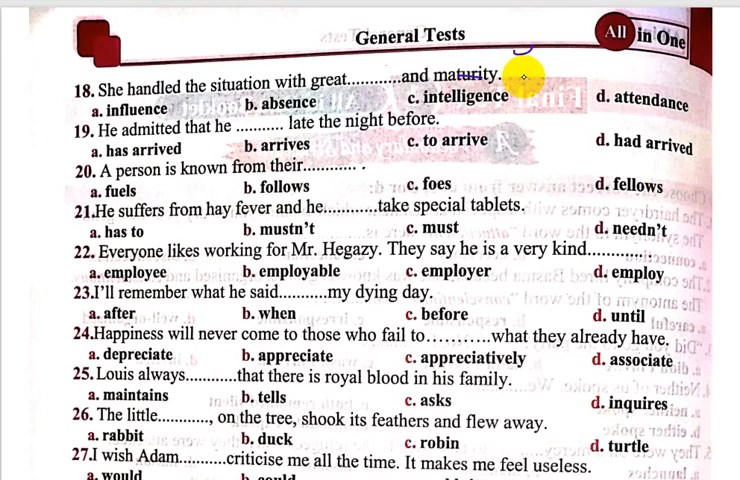 General Tests
All in One
18. She handled the situation with great...........and maturity.
a. influence b. absence c. intelligence d. attendance
19. He admitted that he ........... late the night before.
a. has arrived b. arrives c. to arrive d. had arrived
20. A person is known from their............ .
a. fuels b. follows c. foes d. fellows
21.He suffers from hay fever and he...........take special tablets.
a. has to b. mustn't c. must d. needn't
22. Everyone likes working for Mr. Hegazy. They say he is a very kind............
a. employee b. employable c. employer d. employ
23.I'll remember what he said...........my dying day.
a. after b. when c. before d. until
24.Happiness will never come to those who fail to...........what they already have.
a. depreciate b. appreciate c. appreciatively d. associate
25. Louis always............that there is royal blood in his family.
a. maintains b. tells c. asks d. inquires
26. The little..........., on the tree, shook its feathers and flew away.
a. rabbit b. duck c. robin d. turtle
27.I wish Adam..........criticise me all the time. It makes me feel useless.
a. would b. could